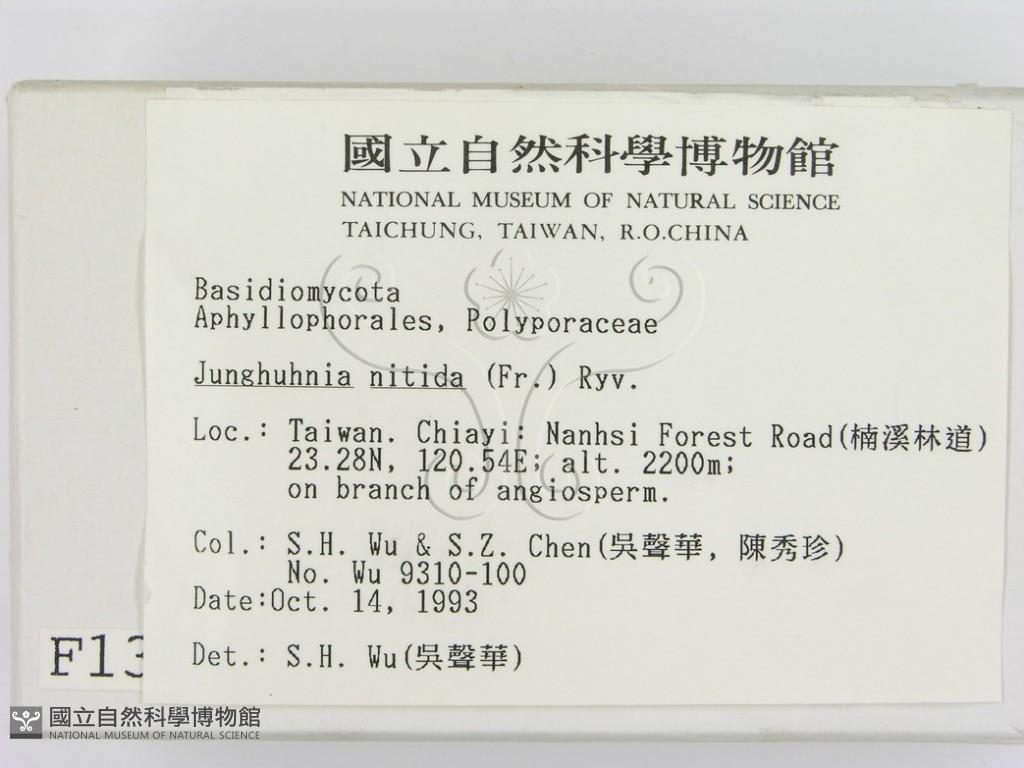 國立自然科學博物館
NATIONAL MUSEUM OF NATURAL SCIENCE
TAICHUNG, TAIWAN, R.O.CHINA
Basidiomycota
Aphyllophorales, Polyporaceae
Junghuhnia nitida (Fr.) Ryv.
Loc.: Taiwan. Chiayi: Nanhsi Forest Road(楠溪林道)
23.28N, 120.54E; alt. 2200m;
on branch of angiosperm.
Col.: S.H. Wu & S.Z. Chen(吳聲華, 陳秀珍)
No. Wu 9310-100
Date:Oct. 14, 1993
Det.: S.H. Wu(吳聲華)
F13
國立自然科學博物館
NATIONAL MUSEUM OF NATURAL SCIENCE